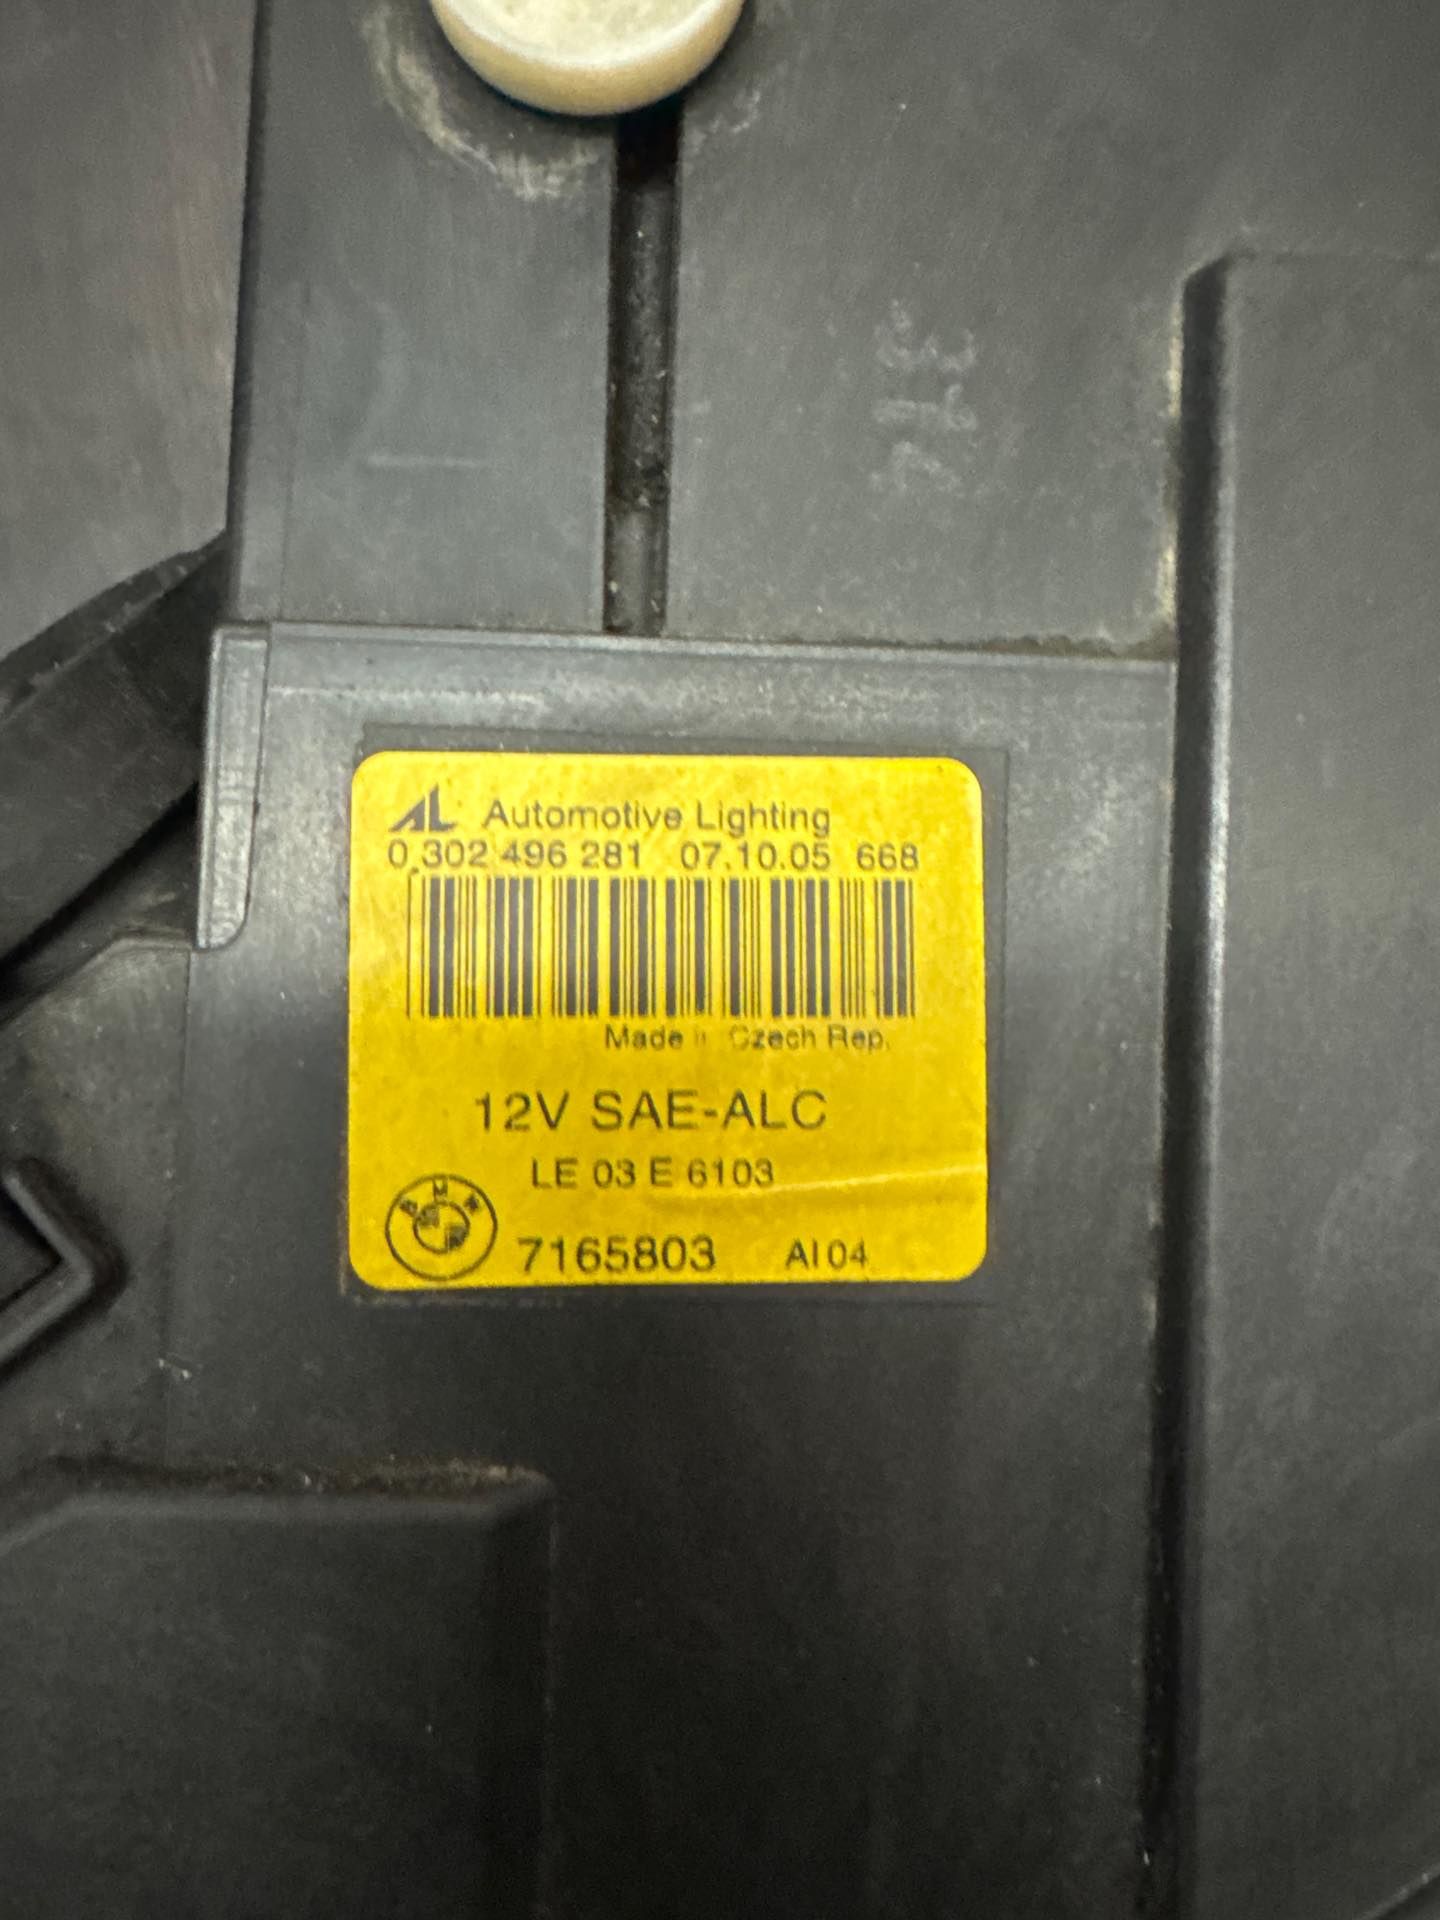 AL Automotive Lighting
0 302 496 281 07.10.05 668
Made in Czech Rep.
12V SAE-ALC
LE 03 E 6103
BMW
7165803 AI04